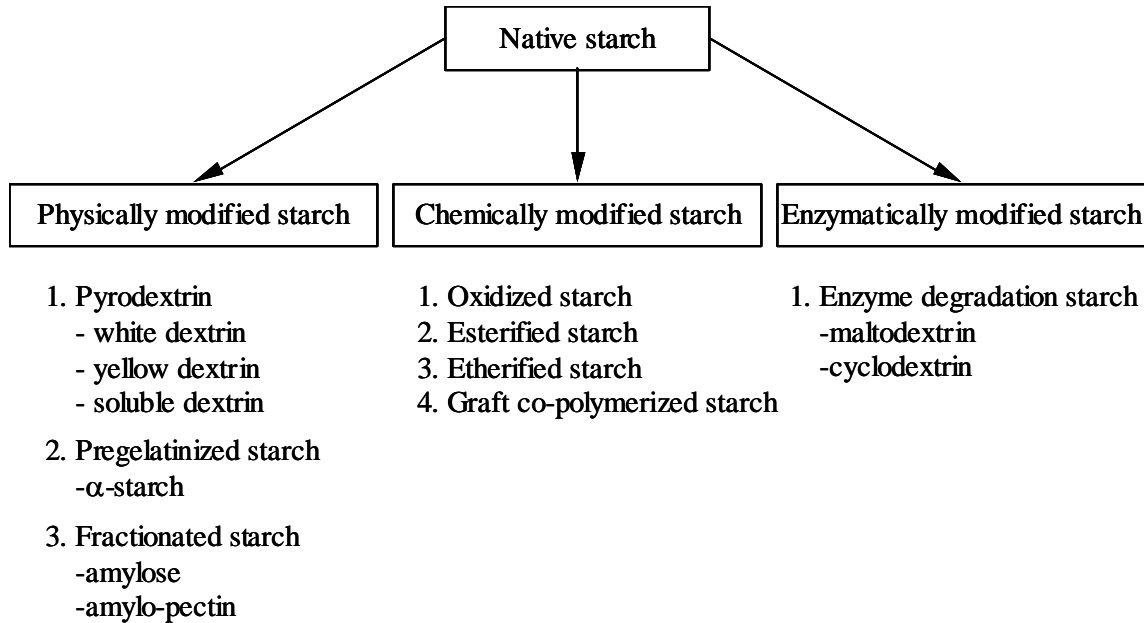 Native starch
Physically modified starch
1. Pyrodextrin
- white dextrin
- yellow dextrin
- soluble dextrin
2. Pregelatinized starch
-α-starch
3. Fractionated starch
-amylose
-amylo-pectin
Chemically modified starch
1. Oxidized starch
2. Esterified starch
3. Etherified starch
4. Graft co-polymerized starch
Enzymatically modified starch
1. Enzyme degradation starch
-maltodextrin
-cyclodextrin